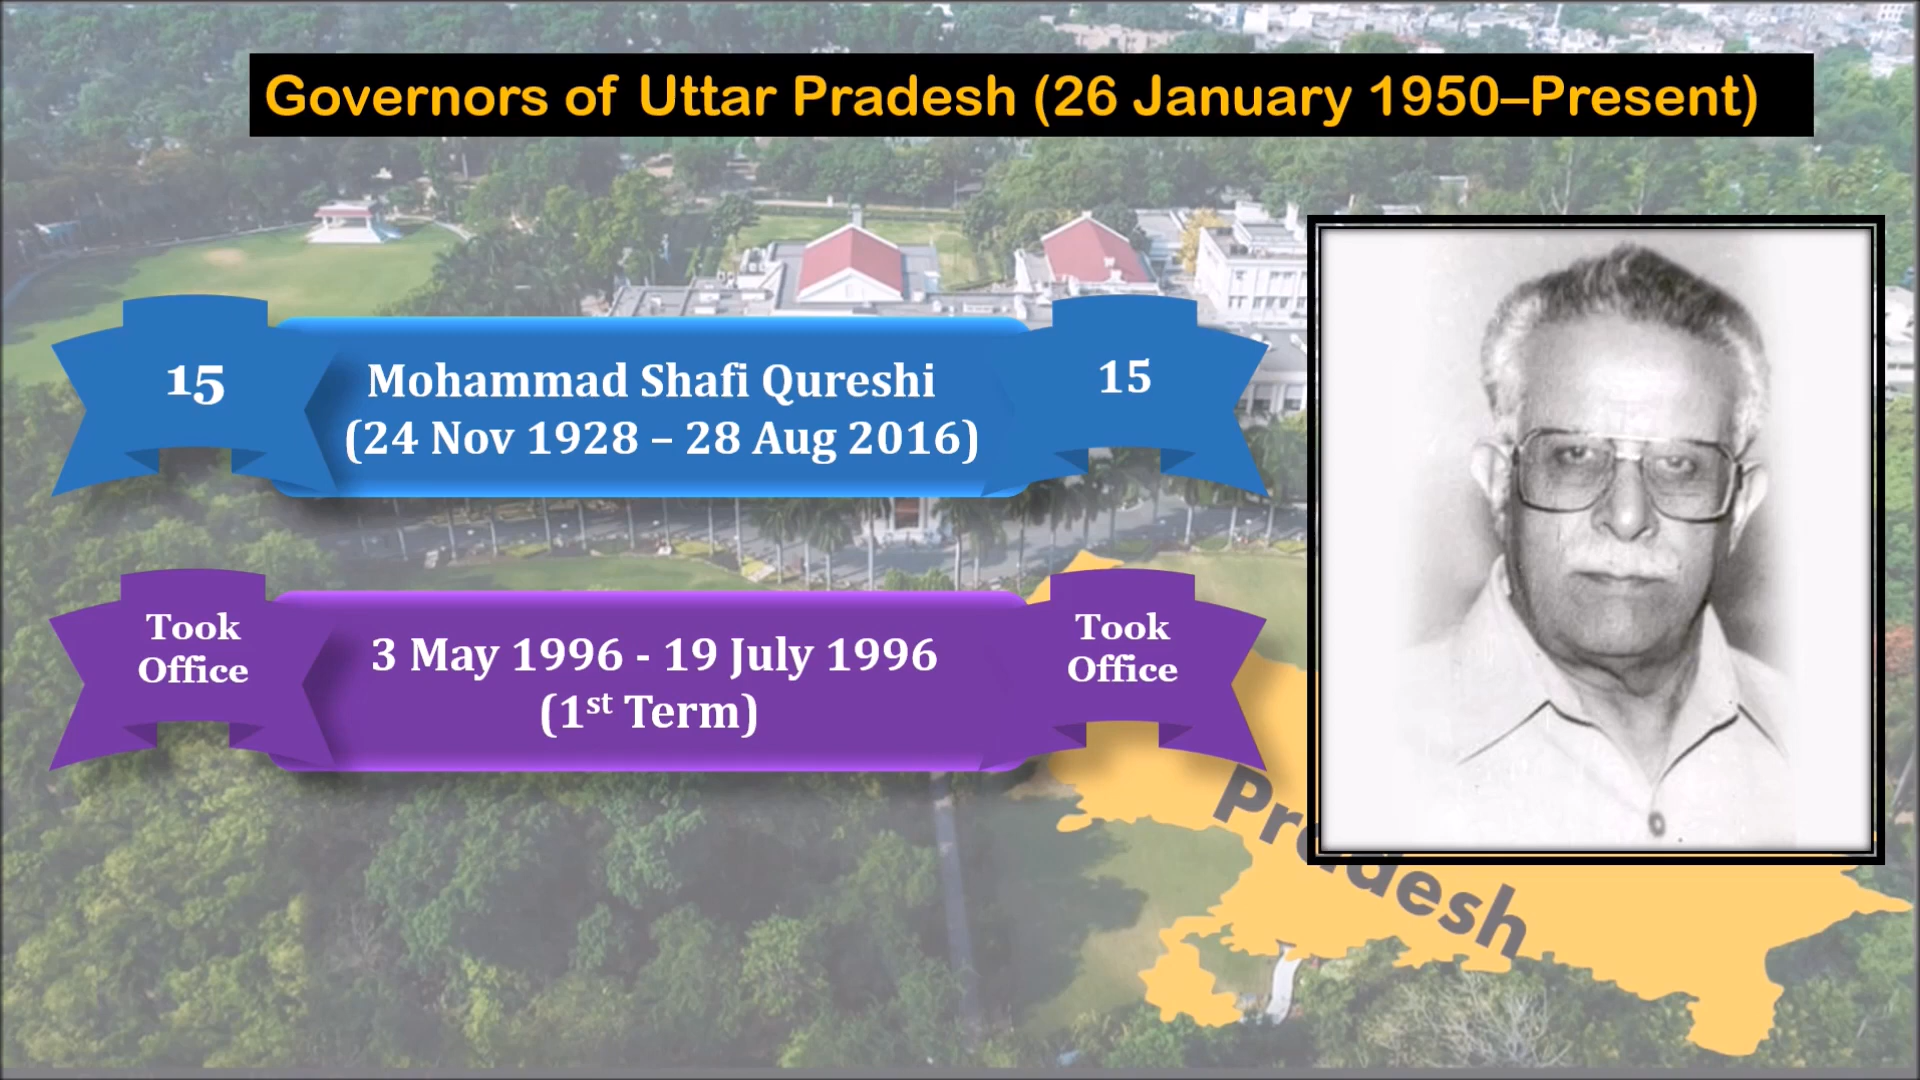 Governors of Uttar Pradesh (26 January 1950–Present)
15
Mohammad Shafi Qureshi
(24 Nov 1928 – 28 Aug 2016)
15
Took
Office
3 May 1996 - 19 July 1996
(1st Term)
Took
Office
Pradesh